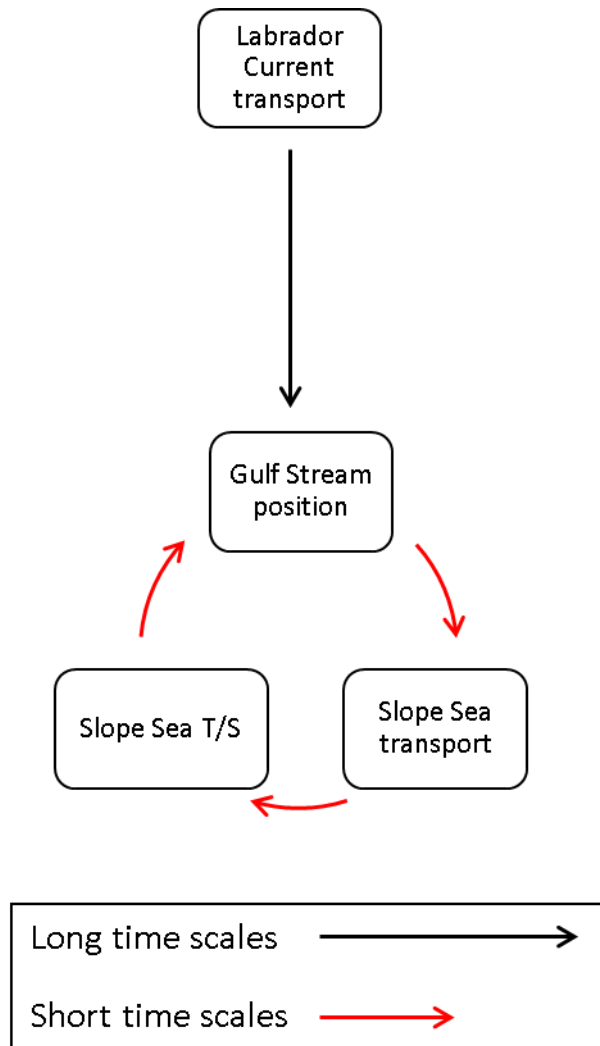 Labrador
Current
transport
Gulf Stream
position
Slope Sea T/S
Slope Sea
transport
Long time scales
Short time scales